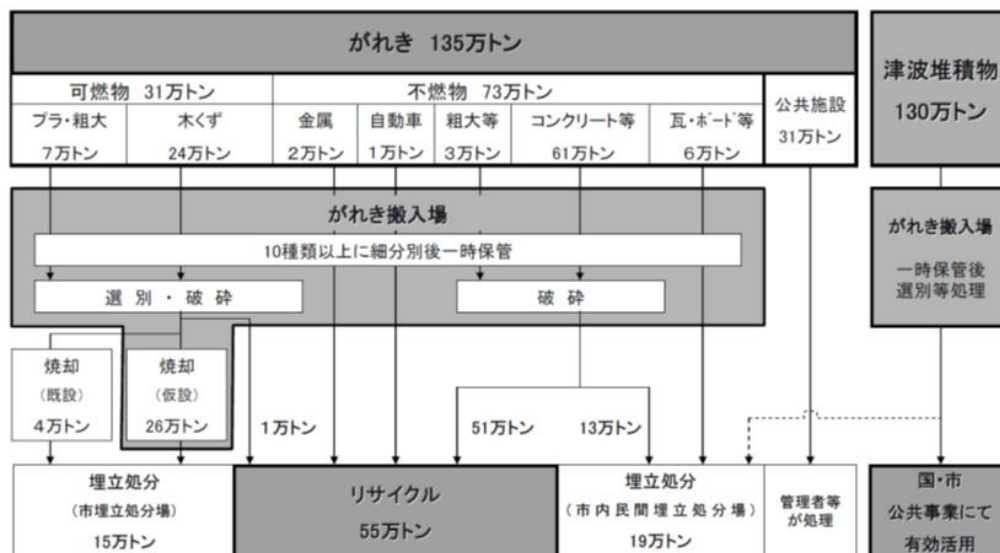 がれき 135万トン
津波堆積物
130万トン
可燃物 31万トン
不燃物 73万トン
公共施設
31万トン
プラ・粗大
7万トン
木くず
24万トン
金属
2万トン
自動車
1万トン
粗大等
3万トン
コンクリート等
61万トン
瓦・ボード等
6万トン
がれき搬入場
10種類以上に細分別後一時保管
選別・破砕
破砕
がれき搬入場
一時保管後
選別等処理
焼却
(既設)
4万トン
焼却
(仮設)
26万トン
1万トン
51万トン
13万トン
埋立処分
(市埋立処分場)
15万トン
リサイクル
55万トン
埋立処分
(市内民間埋立処分場)
19万トン
管理者等
が処理
国・市
公共事業にて
有効活用